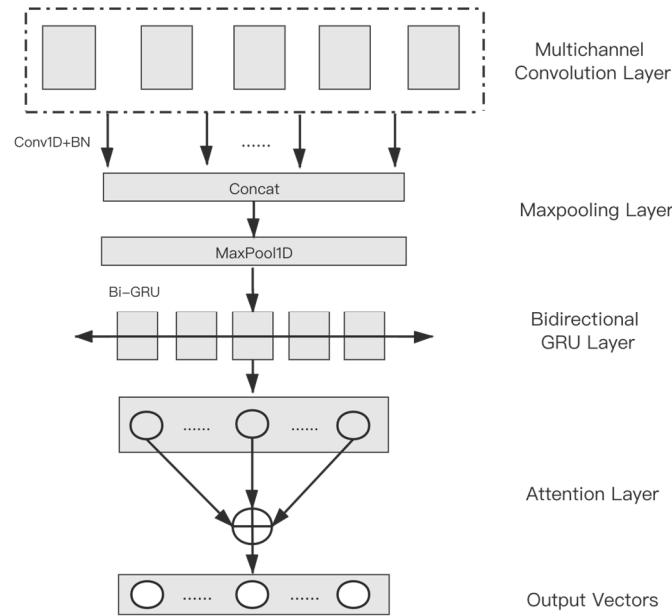 Multichannel
Convolution Layer
Conv1D+BN
......
Concat
Maxpooling Layer
MaxPool1D
Bi-GRU
Bidirectional
GRU Layer
...... ......
Attention Layer
...... ......
Output Vectors